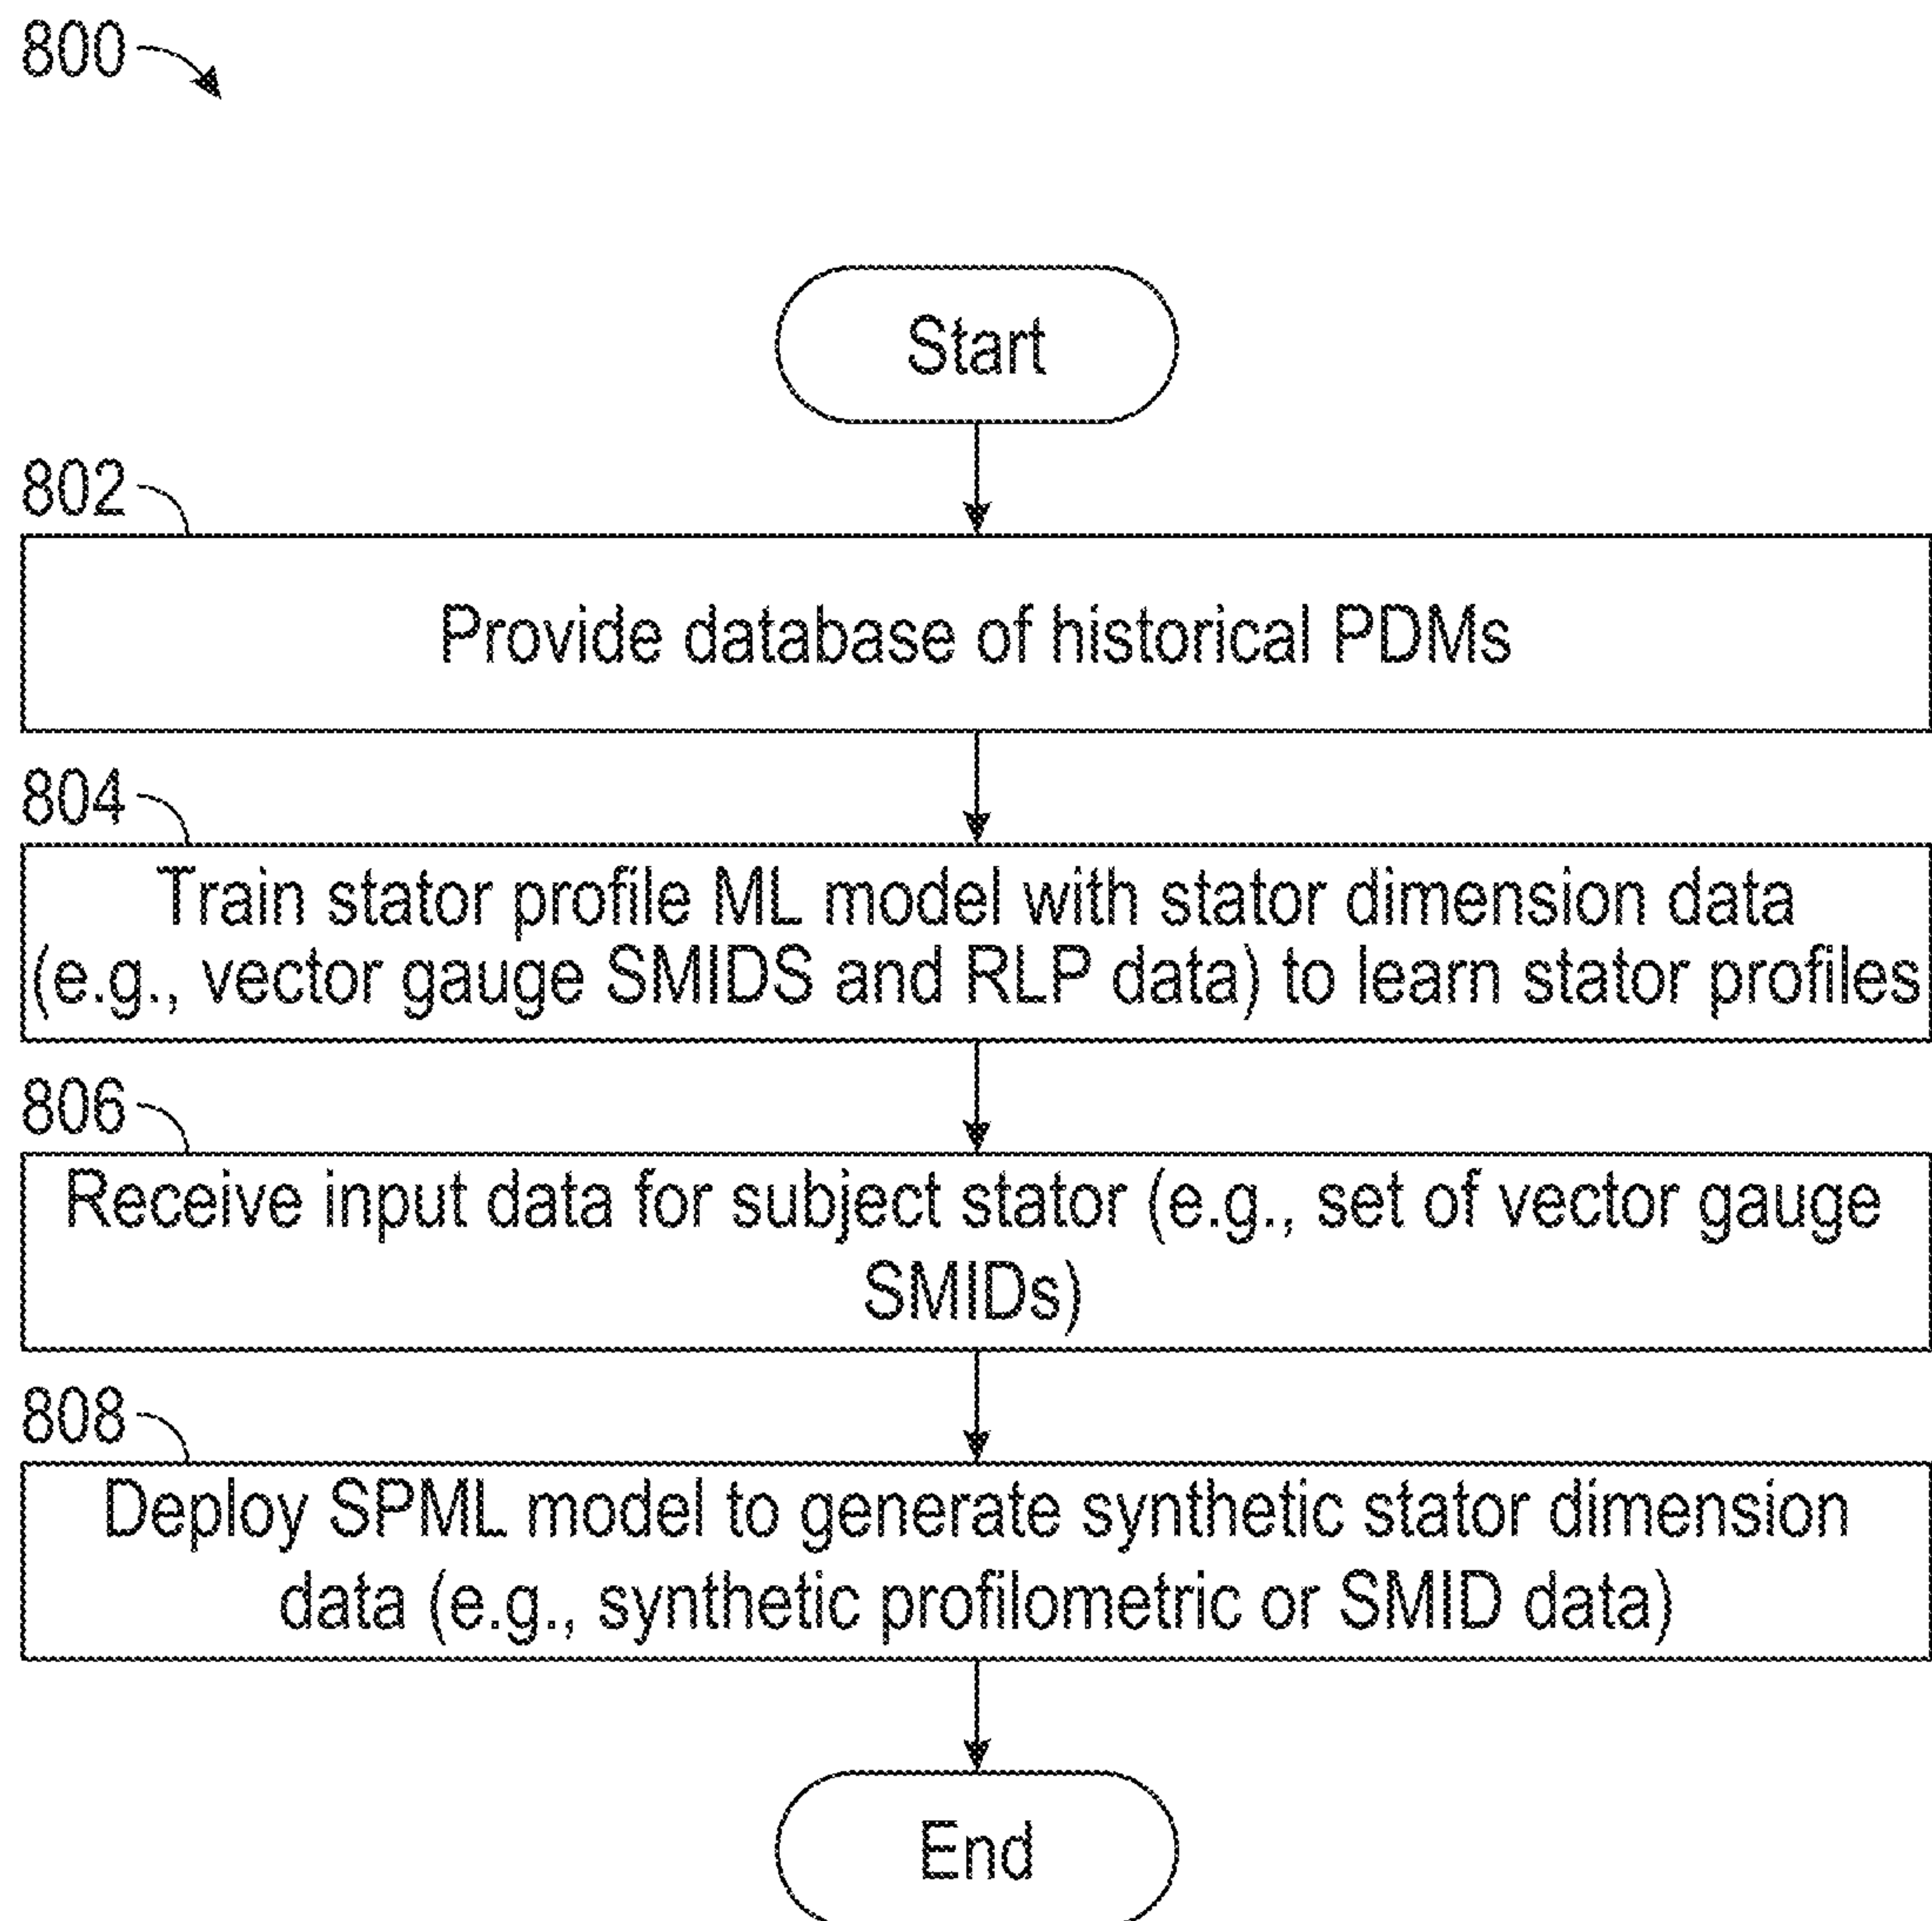 800
Start
802
Provide database of historical PDMs
804
Train stator profile ML model with stator dimension data
(e.g., vector gauge SMIDS and RLP data) to learn stator profiles
806
Receive input data for subject stator (e.g., set of vector gauge
SMIDs)
808
Deploy SPML model to generate synthetic stator dimension
data (e.g., synthetic profilometric or SMID data)
End